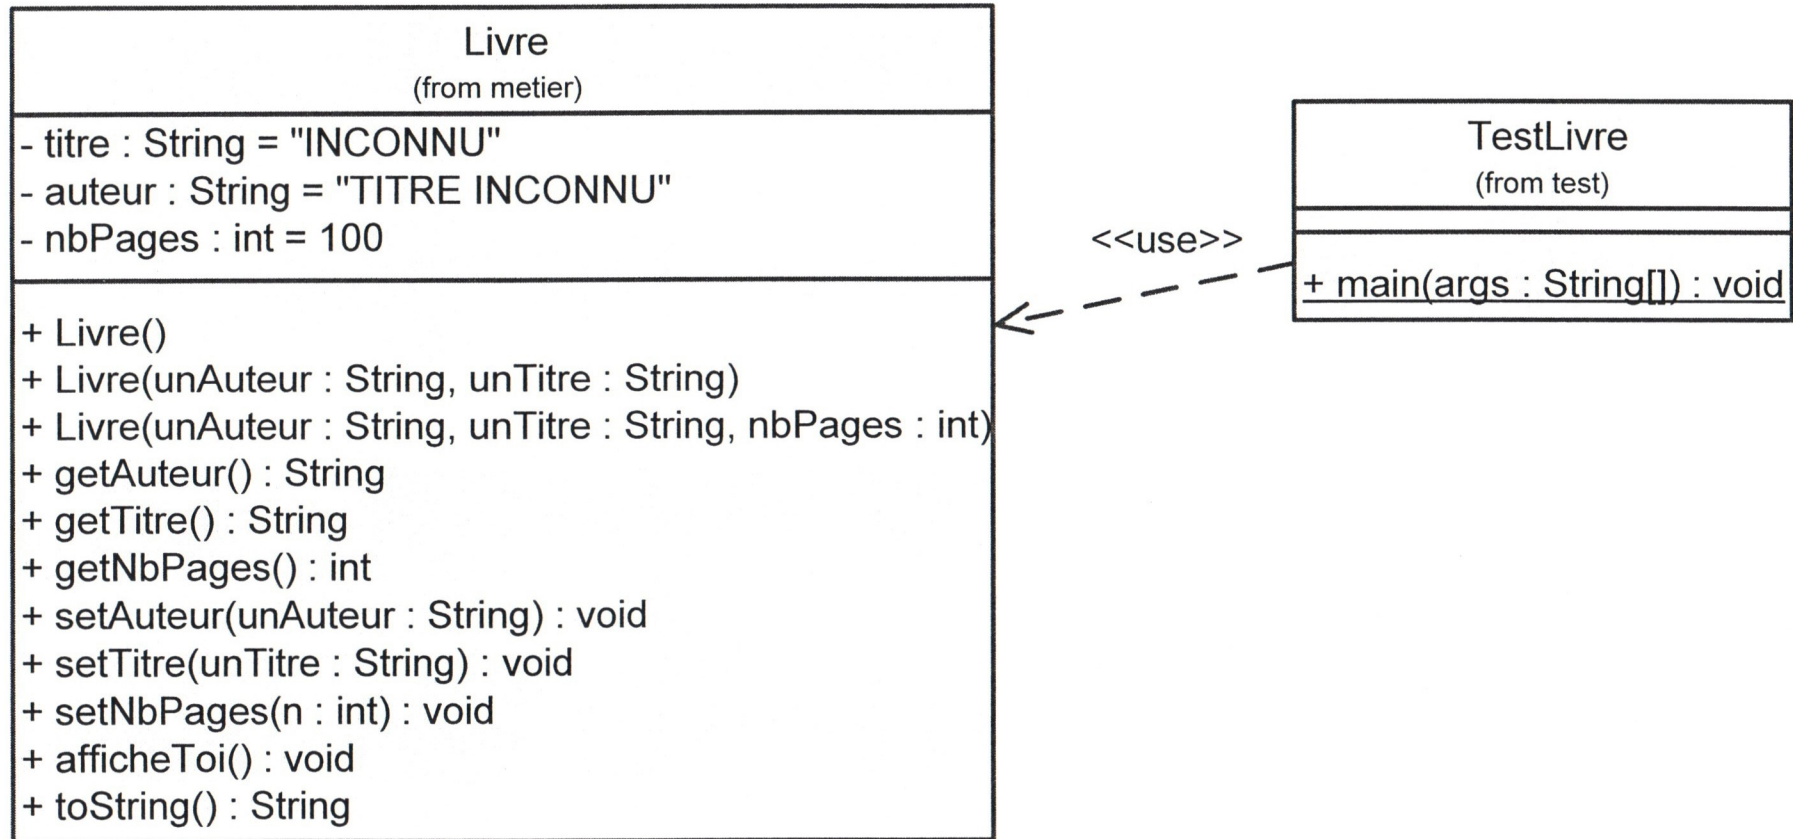 Livre
(from metier)
- titre : String = "INCONNU"
- auteur : String = "TITRE INCONNU"
- nbPages : int = 100
+ Livre()
+ Livre(unAuteur : String, unTitre : String)
+ Livre(unAuteur : String, unTitre : String, nbPages : int)
+ getAuteur() : String
+ getTitre() : String
+ getNbPages() : int
+ setAuteur(unAuteur : String) : void
+ setTitre(unTitre : String) : void
+ setNbPages(n : int) : void
+ afficheToi() : void
+ toString() : String
<<use>>
TestLivre
(from test)
+ main(args : String[]) : void